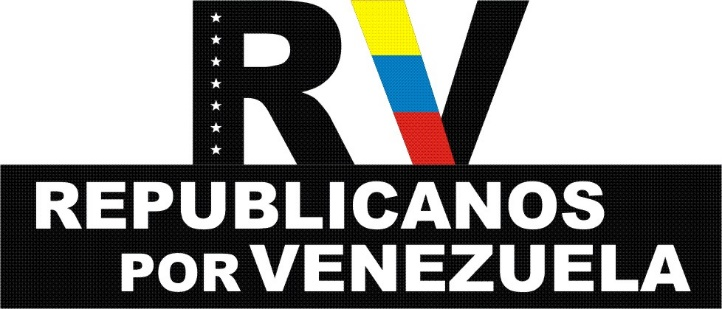 RV
REPUBLICANOS
POR VENEZUELA